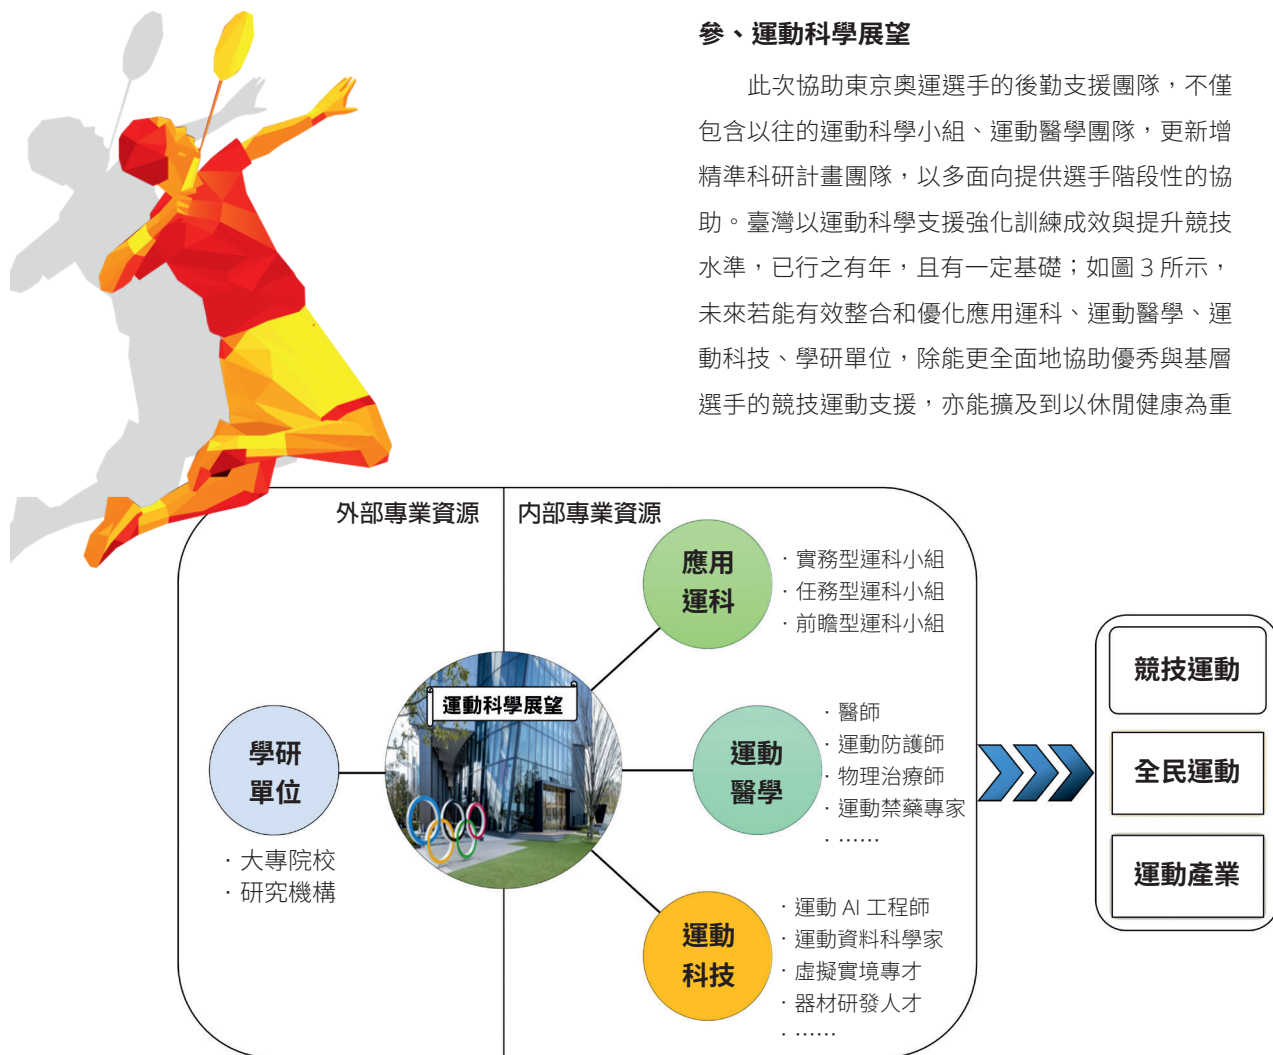 參、運動科學展望
此次協助東京奧運選手的後勤支援團隊，不僅
包含以往的運動科學小組、運動醫學團隊，更新增
精準科研計畫團隊，以多面向提供選手階段性的協
助。臺灣以運動科學支援強化訓練成效與提升競技
水準，已行之有年，且有一定基礎；如圖 3 所示，
未來若能有效整合和優化應用運科、運動醫學、運
動科技、學研單位，除能更全面地協助優秀與基層
選手的競技運動支援，亦能擴及到以休閒健康為重
外部專業資源
內部專業資源
學研
單位
· 大專院校
· 研究機構
運動科學展望
應用
運科
· 實務型運科小組
· 任務型運科小組
· 前瞻型運科小組
運動
醫學
· 醫師
· 運動防護師
· 物理治療師
· 運動禁藥專家
· ……
運動
科技
· 運動 AI 工程師
· 運動資料科學家
· 虛擬實境專才
· 器材研發人才
· ……
競技運動
全民運動
運動產業